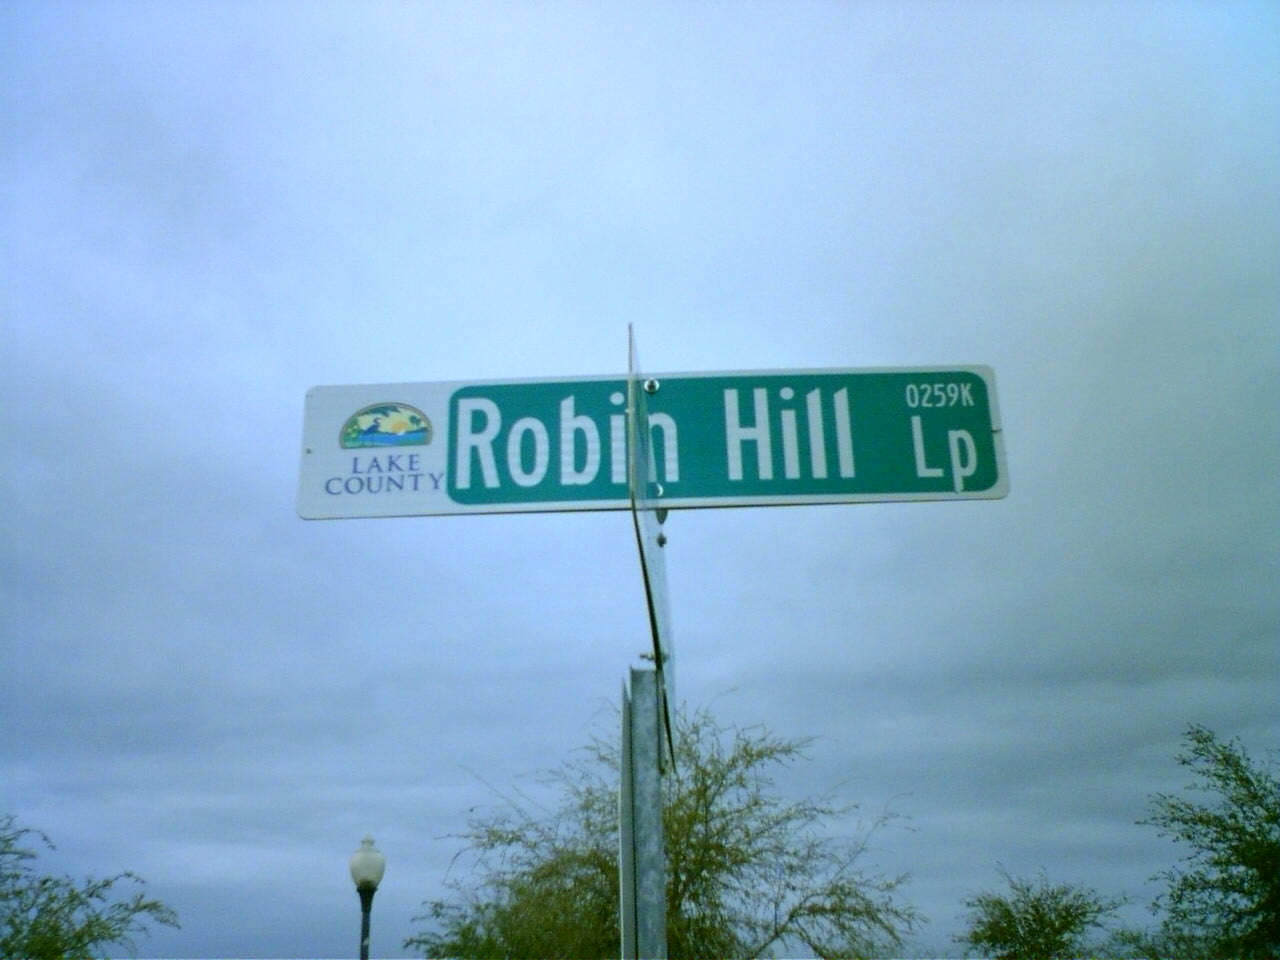 LAKE
COUNTY
Robin Hill
0259K
Lp